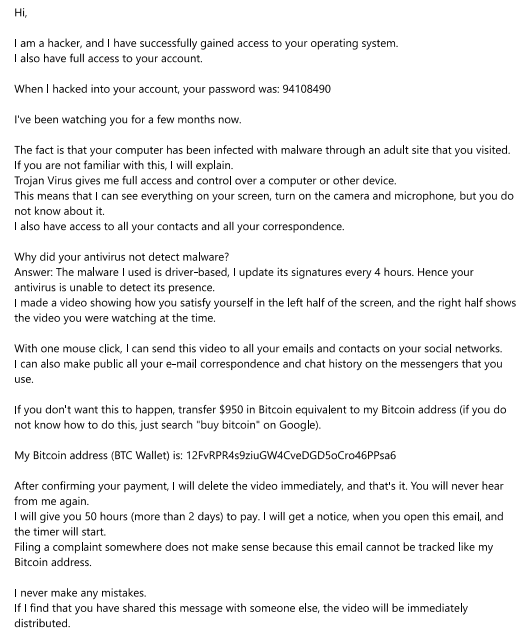 Hi,
I am a hacker, and I have successfully gained access to your operating system.
I also have full access to your account.
When I hacked into your account, your password was: 94108490
I've been watching you for a few months now.
The fact is that your computer has been infected with malware through an adult site that you visited.
If you are not familiar with this, I will explain.
Trojan Virus gives me full access and control over a computer or other device.
This means that I can see everything on your screen, turn on the camera and microphone, but you do
not know about it.
I also have access to all your contacts and all your correspondence.
Why did your antivirus not detect malware?
Answer: The malware I used is driver-based, I update its signatures every 4 hours. Hence your
antivirus is unable to detect its presence.
I made a video showing how you satisfy yourself in the left half of the screen, and the right half shows
the video you were watching at the time.
With one mouse click, I can send this video to all your emails and contacts on your social networks.
I can also make public all your e-mail correspondence and chat history on the messengers that you
use.
If you don't want this to happen, transfer $950 in Bitcoin equivalent to my Bitcoin address (if you do
not know how to do this, just search "buy bitcoin" on Google).
My Bitcoin address (BTC Wallet) is: 12FvRPR4s9ziuGW4CveDGD5oCro46PPsa6
After confirming your payment, I will delete the video immediately, and that's it. You will never hear
from me again.
I will give you 50 hours (more than 2 days) to pay. I will get a notice, when you open this email, and
the timer will start.
Filing a complaint somewhere does not make sense because this email cannot be tracked like my
Bitcoin address.
I never make any mistakes.
If I find that you have shared this message with someone else, the video will be immediately
distributed.